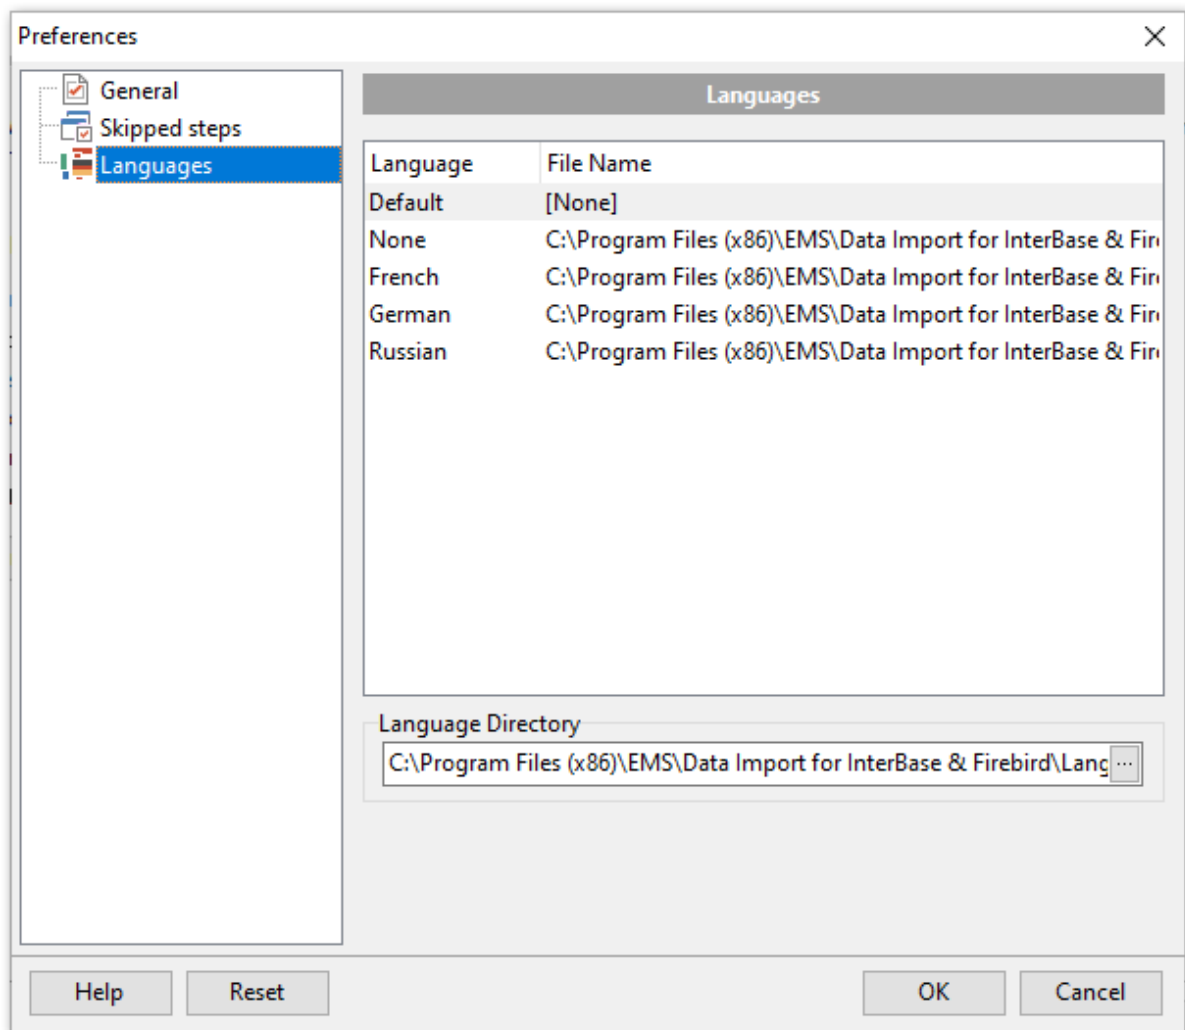 Preferences
General
Skipped steps
Languages
Languages
Language File Name
Default [None]
None C:\Program Files (x86)\EMS\Data Import for InterBase & Fir
French C:\Program Files (x86)\EMS\Data Import for InterBase & Fir
German C:\Program Files (x86)\EMS\Data Import for InterBase & Fir
Russian C:\Program Files (x86)\EMS\Data Import for InterBase & Fir
Language Directory
C:\Program Files (x86)\EMS\Data Import for InterBase & Firebird\Lang ...
Help Reset OK Cancel